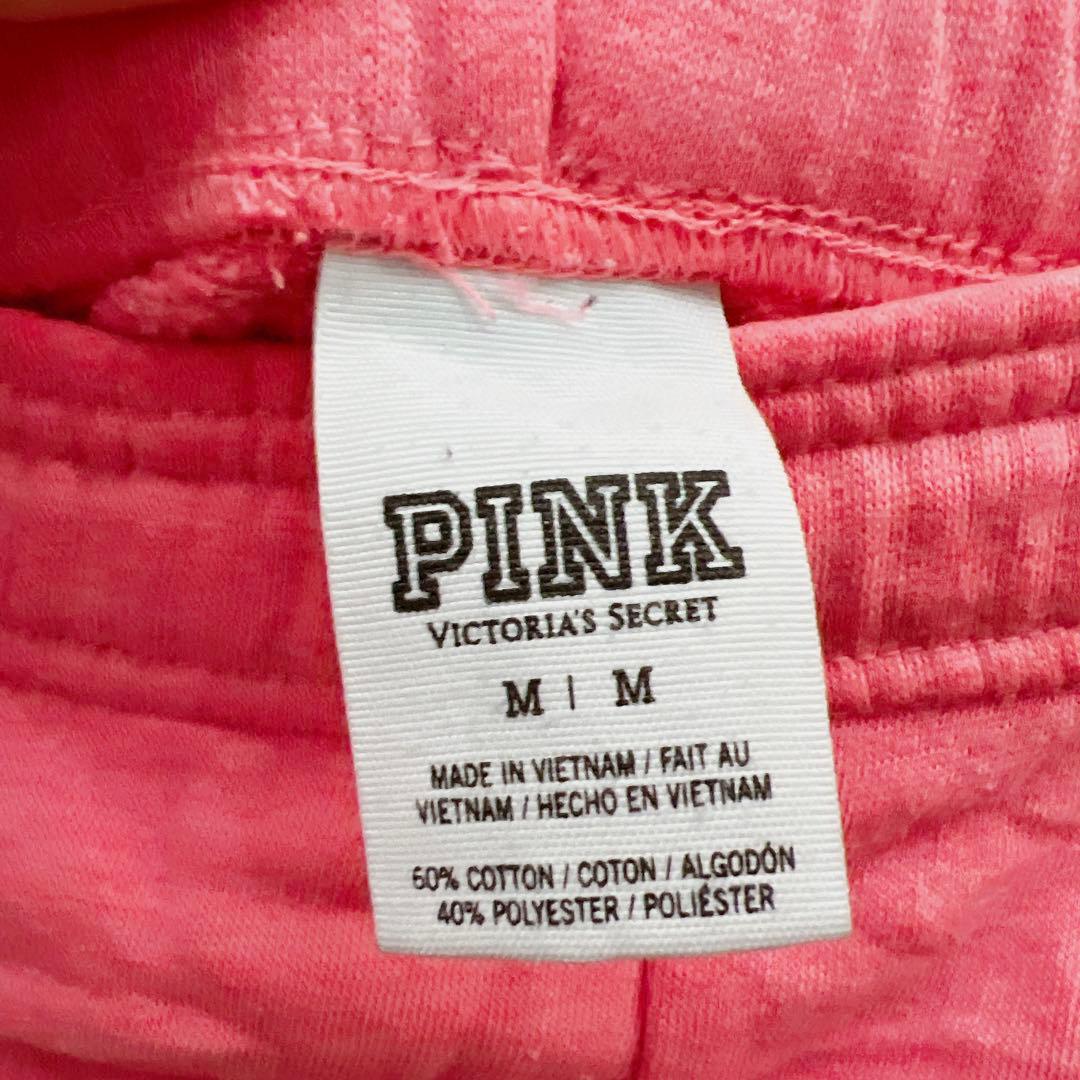 PINK
VICTORIA'S SECRET
M | M
MADE IN VIETNAM / FAIT AU
VIETNAM / HECHO EN VIETNAM
60% COTTON / COTON / ALGODÓN
40% POLYESTER / POLIÉSTER